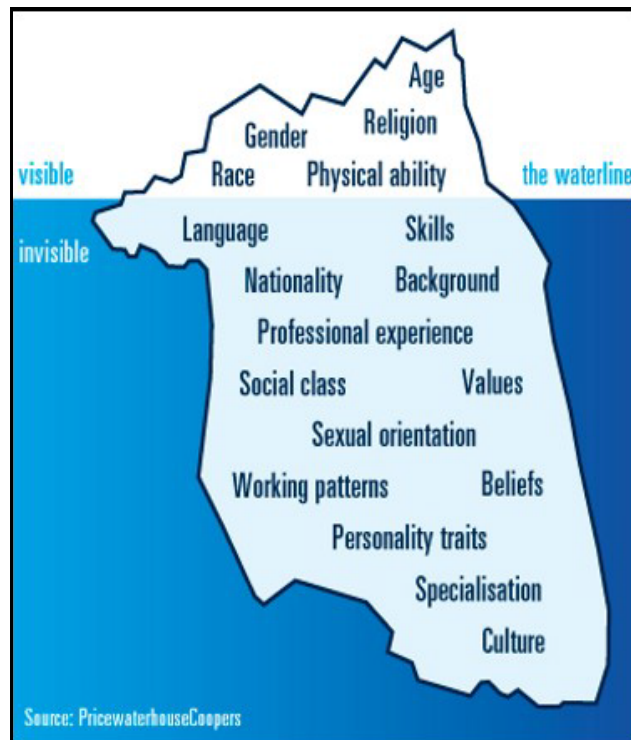 Age
Religion
Gender
Race Physical ability
visible the waterline
invisible
Language Skills
Nationality Background
Professional experience
Social class Values
Sexual orientation
Working patterns Beliefs
Personality traits
Specialisation
Culture
Source: PricewaterhouseCoopers